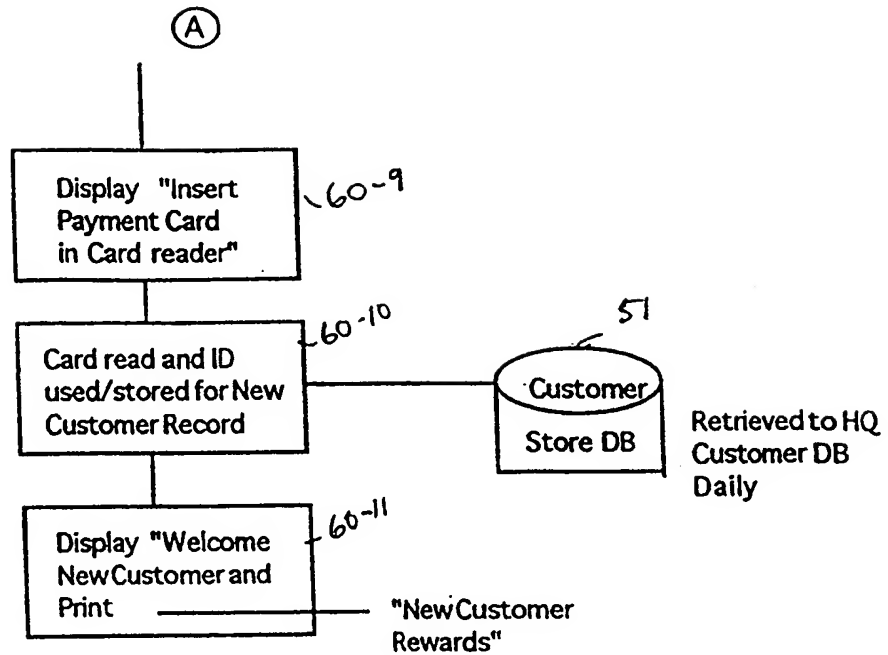 A
Display "Insert
Payment Card
in Card reader"
60-9
Card read and ID
used/stored for New
Customer Record
60-10
51
Customer
Store DB
Retrieved to HQ
Customer DB
Daily
Display "Welcome
New Customer and
Print
60-11
"New Customer
Rewards"